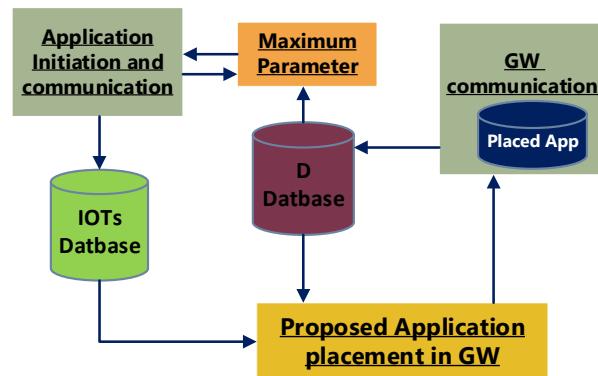 Application
Initiation and
communication
Maximum
Parameter
GW
communication
Placed App
D
Datbase
IOTs
Datbase
Proposed Application
placement in GW